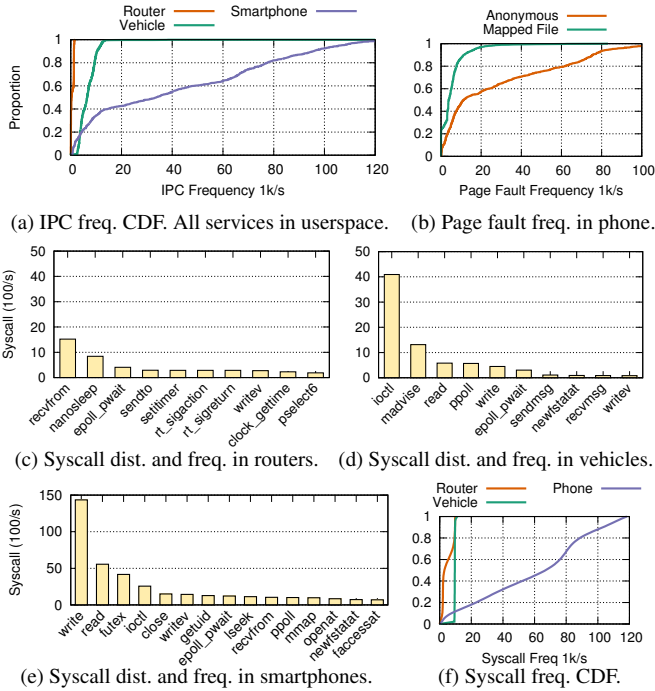 Router Smartphone
Vehicle
1
0.8
0.6
0.4
0.2
0
Proportion
0 20 40 60 80 100 120
IPC Frequency 1k/s
Anonymous
Mapped File
1
0.8
0.6
0.4
0.2
0
0 20 40 60 80 100
Page Fault Frequency 1k/s
(a) IPC freq. CDF. All services in userspace.
(b) Page fault freq. in phone.
50
40
30
20
10
0
Syscall (100/s)
recvfrom
nanosleep
epoll_pwait
sendto
setitimer
rt_sigaction
rt_sigreturn
writev
clock_gettime
pselect6
50
40
30
20
10
0
ioctl
madvise
read
ppoll
write
epoll_pwait
sendmsg
newfstatat
recvmsg
writev
(c) Syscall dist. and freq. in routers.
(d) Syscall dist. and freq. in vehicles.
150
100
50
0
Syscall (100/s)
write
read
futex
ioctl
close
writev
getuid
epoll_pwait
lseek
recvfrom
ppoll
mmap
openat
newfstatat
faccessat
Router Phone
Vehicle
1
0.8
0.6
0.4
0.2
0
0 20 40 60 80 100 120
Syscall Freq 1k/s
(e) Syscall dist. and freq. in smartphones.
(f) Syscall freq. CDF.